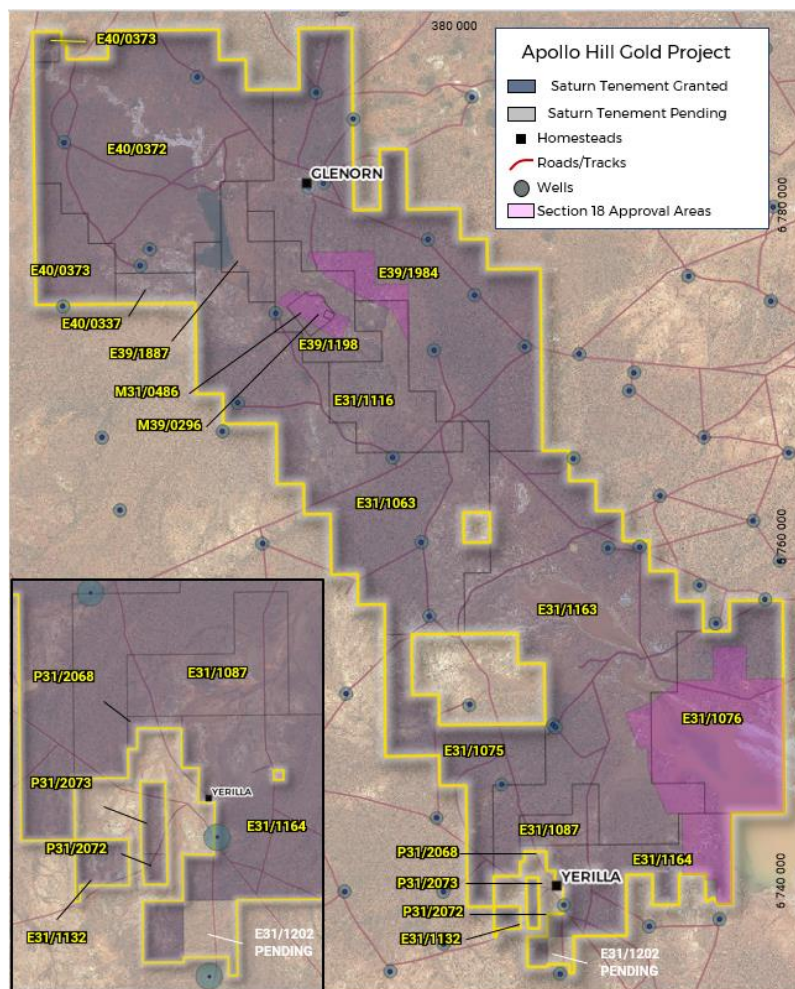 380 000
Apollo Hill Gold Project
Saturn Tenement Granted
Saturn Tenement Pending
Homesteads
Roads/Tracks
Wells
Section 18 Approval Areas
E40/0373
E40/0372
GLENORN
6 780 000
E40/0373
E39/1984
E40/0337
E39/1887
E39/1198
M31/0486
E31/1116
M39/0296
E31/1063
6 760 000
E31/1163
P31/2068
E31/1087
E31/1076
E31/1075
P31/2073
YERILLA
E31/1164
P31/2072
E31/1132
E31/1202
PENDING
E31/1087
P31/2068
E31/1164
P31/2073
YERILLA
P31/2072
E31/1132
6 740 000
E31/1202
PENDING